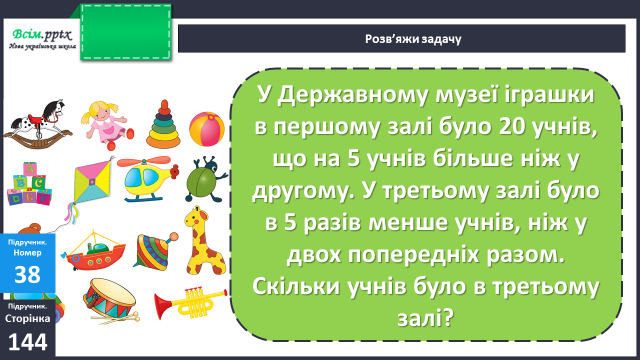 Всім.pptx
Нова українська школа
Розв’яжи задачу
У Державному музеї іграшки
в першому залі було 20 учнів,
що на 5 учнів більше ніж у
другому. У третьому залі було
в 5 разів менше учнів, ніж у
двох попередніх разом.
Скільки учнів було в третьому
залі?
Підручник.
Номер
38
Підручник.
Сторінка
144